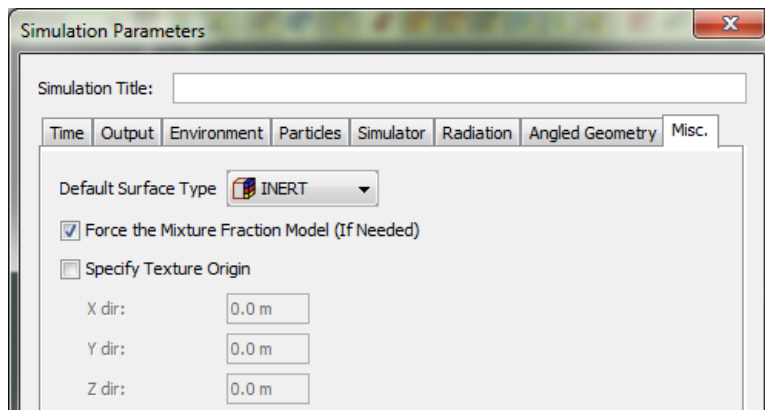 Simulation Parameters
Simulation Title:
Time Output Environment Particles Simulator Radiation Angled Geometry Misc.
Default Surface Type INERT
Force the Mixture Fraction Model (If Needed)
Specify Texture Origin
X dir: 0.0 m
Y dir: 0.0 m
Z dir: 0.0 m